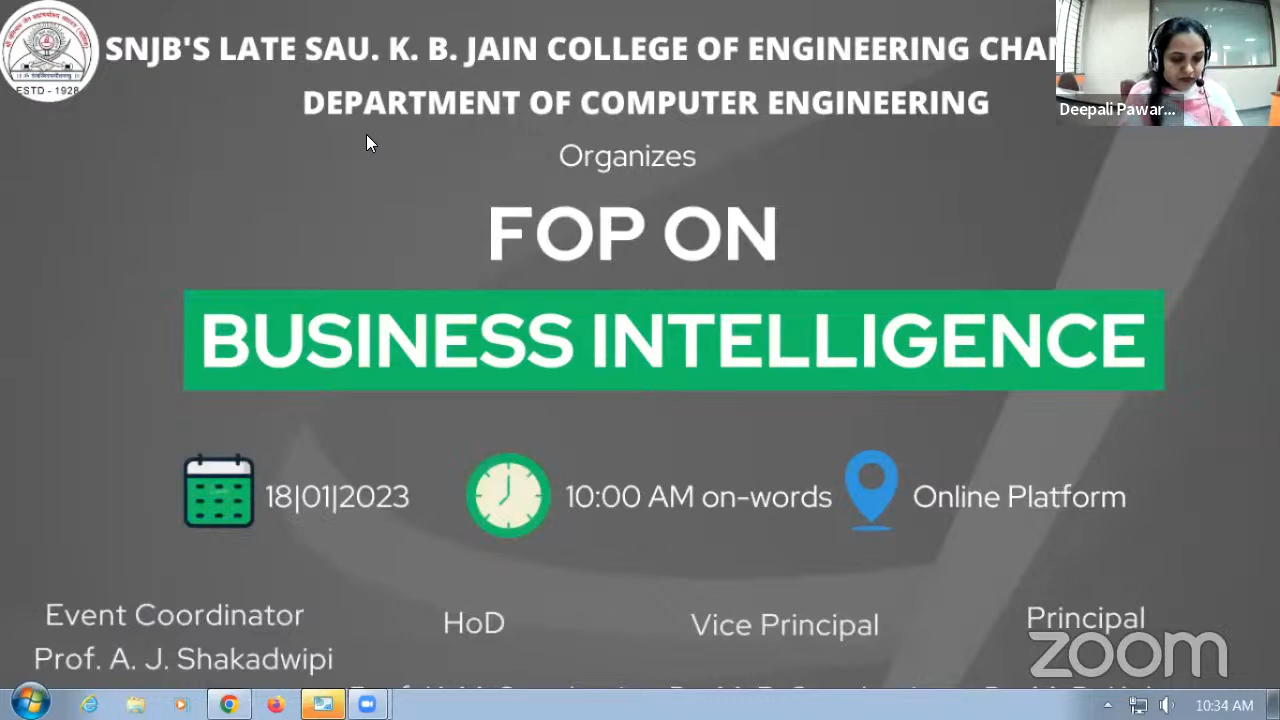 SNJB'S LATE SAU. K. B. JAIN COLLEGE OF ENGINEERING
DEPARTMENT OF COMPUTER ENGINEERING
Deepali Pawar...
ESTD - 1928
Organizes
FOP ON
BUSINESS INTELLIGENCE
18|01|2023
10:00 AM on-words
Online Platform
Event Coordinator
HoD
Vice Principal
Principal
Prof. A. J. Shakadwipi
zoom
10:34 AM